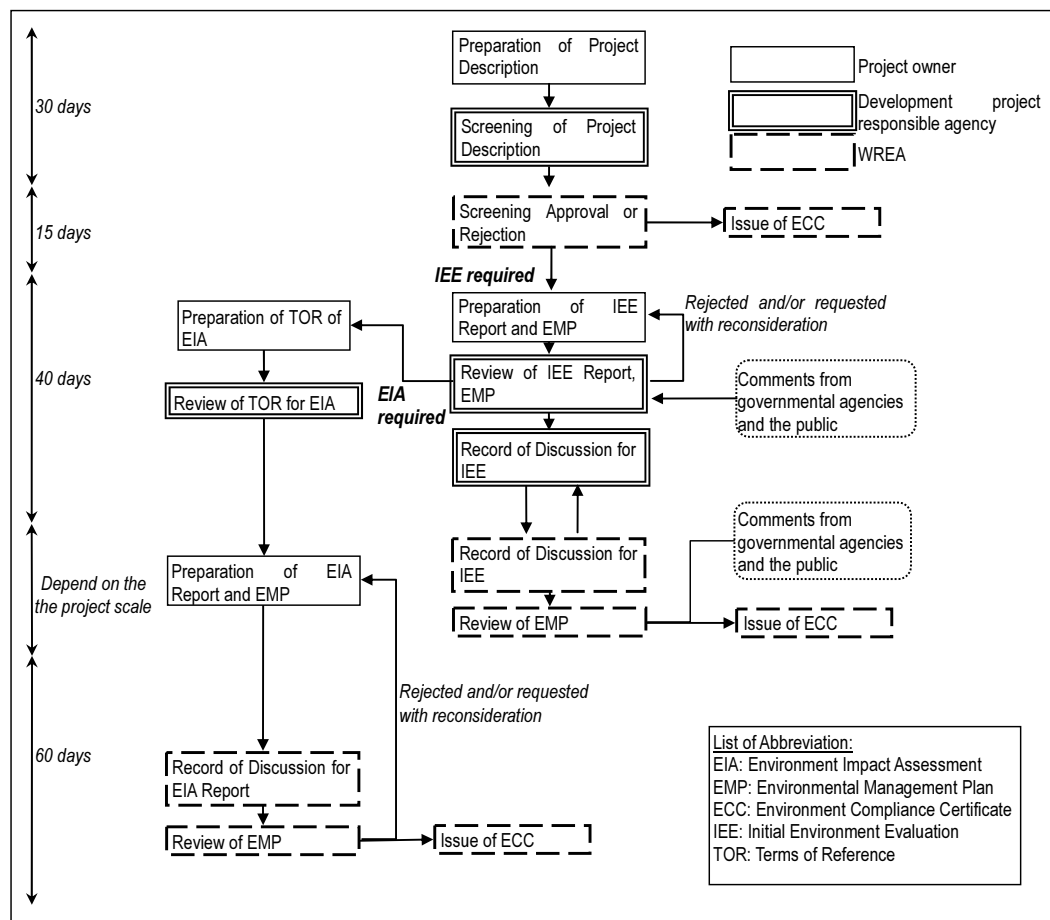 Preparation of Project
Description
30 days
Screening of Project
Description
Project owner
Development project
responsible agency
WREA
15 days
Screening Approval or
Rejection
Issue of ECC
IEE required
40 days
Preparation of TOR of
EIA
Preparation of IEE
Report and EMP
Rejected and/or requested
with reconsideration
Review of TOR for EIA
EIA
required
Review of IEE Report,
EMP
Comments from
governmental agencies
and the public
Record of Discussion for
IEE
Depend on the
the project scale
Preparation of EIA
Report and EMP
Record of Discussion for
IEE
Comments from
governmental agencies
and the public
Review of EMP
Issue of ECC
60 days
Rejected and/or requested
with reconsideration
Record of Discussion for
EIA Report
Review of EMP
Issue of ECC
List of Abbreviation:
EIA: Environment Impact Assessment
EMP: Environmental Management Plan
ECC: Environment Compliance Certificate
IEE: Initial Environment Evaluation
TOR: Terms of Reference